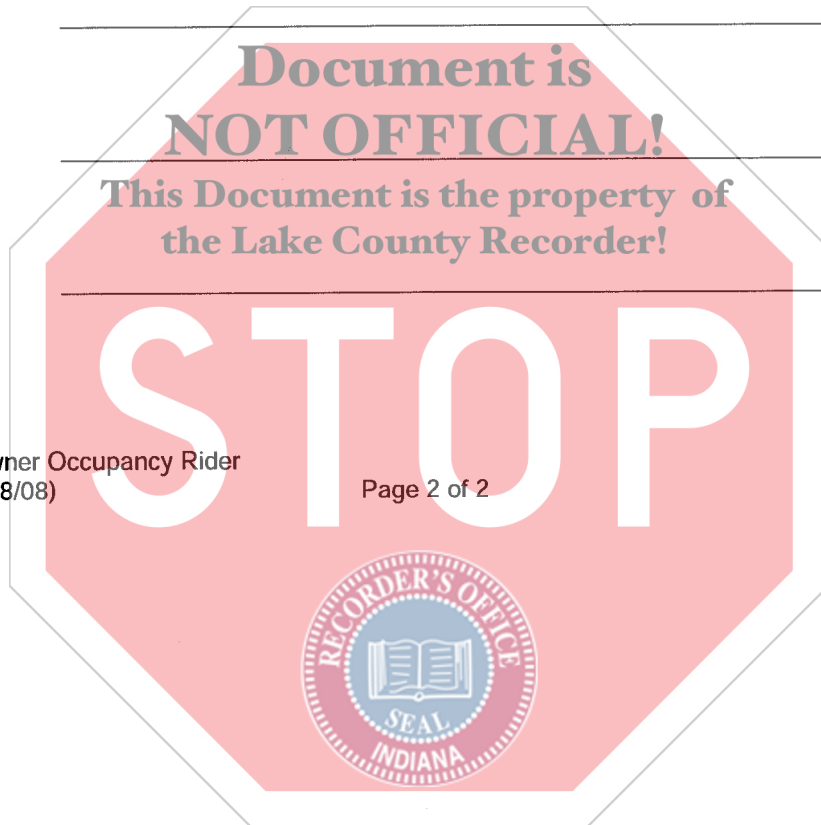 Document is
NOT OFFICIAL!
This Document is the property of
the Lake County Recorder!
STOP
Occupancy Rider
8/08)
Page 2 of 2
RECORDER'S OFFICE
SEAL
INDIANA